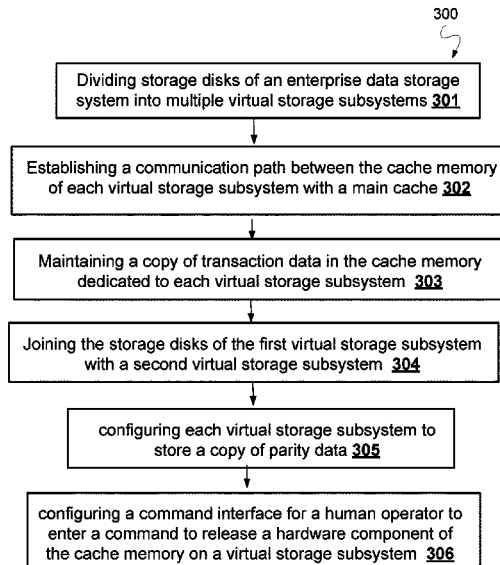 300
Dividing storage disks of an enterprise data storage
system into multiple virtual storage subsystems 301
Establishing a communication path between the cache memory
of each virtual storage subsystem with a main cache 302
Maintaining a copy of transaction data in the cache memory
dedicated to each virtual storage subsystem 303
Joining the storage disks of the first virtual storage subsystem
with a second virtual storage subsystem 304
configuring each virtual storage subsystem to
store a copy of parity data 305
configuring a command interface for a human operator to
enter a command to release a hardware component of
the cache memory on a virtual storage subsystem 306